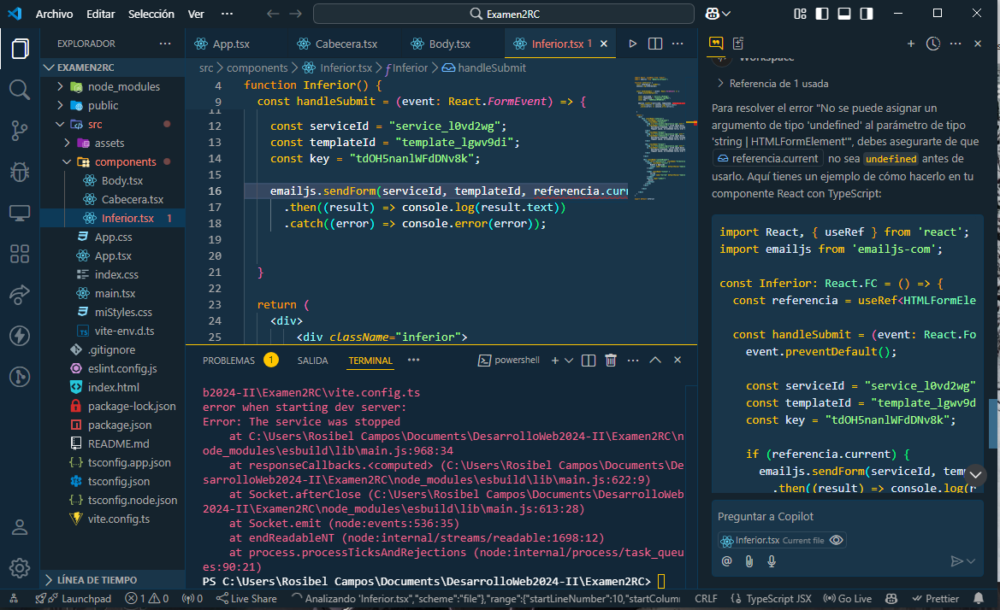 Archivo Editar Selección Ver ···
Examen2RC
EXPLORADOR ···
EXAMEN2RC
node_modules
public
src
assets
components
Body.tsx
Cabecera.tsx
Inferior.tsx 1
App.css
App.tsx
index.css
main.tsx
miStyles.css
TS vite-env.d.ts
.gitignore
eslint.config.js
index.html
package-lock.json
package.json
README.md
tsconfig.app.json
tsconfig.json
tsconfig.node.json
vite.config.ts
LÍNEA DE TIEMPO
App.tsx Cabecera.tsx Body.tsx Inferior.tsx 1 ···
src > components > Inferior.tsx > Inferior > handleSubmit
4 function Inferior() {
9 const handleSubmit = (event: React.FormEvent) => {
11
12 const serviceId = "service_l0vd2wg";
13 const templateId = "template_lgwv9di";
14 const key = "tdOH5nanlWFdDNv8k";
15
16 emailjs.sendForm(serviceId, templateId, referencia.curr
17 .then((result) => console.log(result.text))
18 .catch((error) => console.error(error));
19
20
21 }
22
23 return (
24 <div>
25 <div className="inferior">
PROBLEMAS 1 SALIDA TERMINAL ··· powershell ···
b2024-II\Examen2RC\vite.config.ts
error when starting dev server:
Error: The service was stopped
at C:\Users\Rosibel Campos\Documents\DesarrolloWeb2024-II\Examen2RC\n
ode_modules\esbuild\lib\main.js:968:34
at responseCallbacks.<computed> (C:\Users\Rosibel Campos\Documents\De
sarrolloWeb2024-II\Examen2RC\node_modules\esbuild\lib\main.js:622:9)
at Socket.afterClose (C:\Users\Rosibel Campos\Documents\DesarrolloWeb
2024-II\Examen2RC\node_modules\esbuild\lib\main.js:613:28)
at Socket.emit (node:events:536:35)
at endReadableNT (node:internal/streams/readable:1698:12)
at process.processTicksAndRejections (node:internal/process/task_queu
es:90:21)
PS C:\Users\Rosibel Campos\Documents\DesarrolloWeb2024-II\Examen2RC>
Workspace
Referencia de 1 usada
Para resolver el error "No se puede asignar un
argumento de tipo 'undefined' al parámetro de tipo
'string | HTMLFormElement'", debes asegurarte de que
referencia.current no sea undefined antes de
usarlo. Aquí tienes un ejemplo de cómo hacerlo en tu
componente React con TypeScript:
import React, { useRef } from 'react';
import emailjs from 'emailjs-com';
const Inferior: React.FC = () => {
const referencia = useRef<HTMLFormEle
const handleSubmit = (event: React.Fo
event.preventDefault();
const serviceId = "service_l0vd2wg"
const templateId = "template_lgwv9d
const key = "tdOH5nanlWFdDNv8k";
if (referencia.current) {
emailjs.sendForm(serviceId, tem
.then((result) => console.log(r
Preguntar a Copilot
Inferior.tsx Current file
@
Launchpad 1 0 0 Live Share Analizando 'Inferior.tsx","scheme":"file"},"range":{"startLineNumber":10,"startColum CRLF {} TypeScript JSX Go Live Prettier